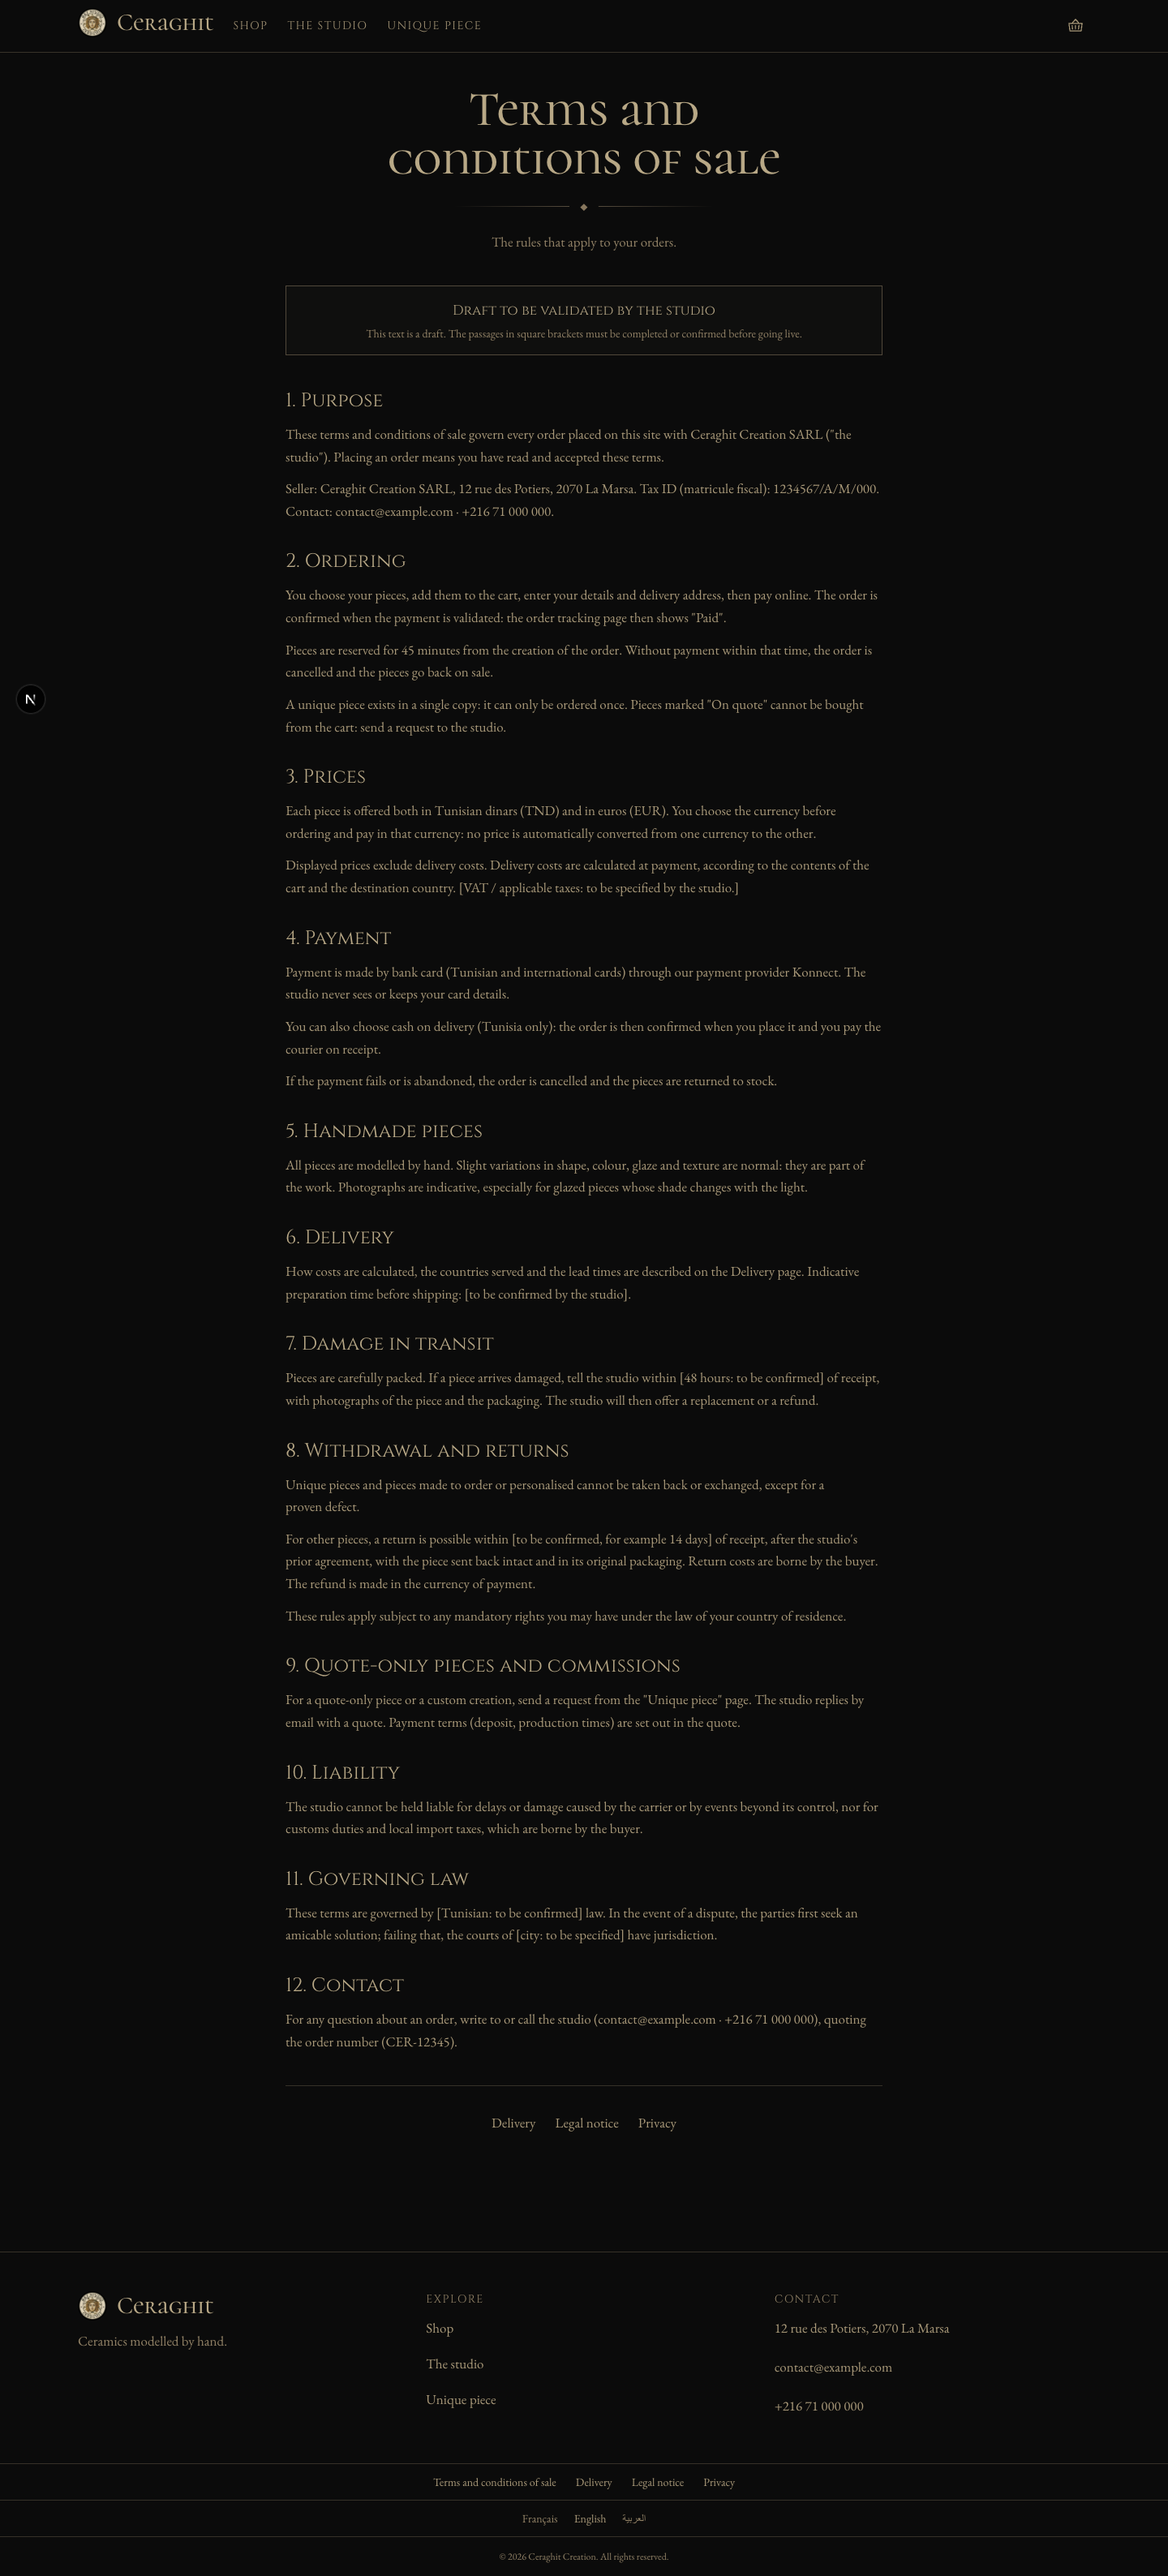 Ceraghit
SHOP
THE STUDIO
UNIQUE PIECE
Terms and
conditions of sale
The rules that apply to your orders.
Draft to be validated by the studio
This text is a draft. The passages in square brackets must be completed or confirmed before going live.
1. Purpose
These terms and conditions of sale govern every order placed on this site with Ceraghit Creation SARL ("the
studio"). Placing an order means you have read and accepted these terms.
Seller: Ceraghit Creation SARL, 12 rue des Potiers, 2070 La Marsa. Tax ID (matricule fiscal): 1234567/A/M/000.
Contact: contact@example.com · +216 71 000 000.
2. Ordering
You choose your pieces, add them to the cart, enter your details and delivery address, then pay online. The order is
confirmed when the payment is validated: the order tracking page then shows "Paid".
Pieces are reserved for 45 minutes from the creation of the order. Without payment within that time, the order is
cancelled and the pieces go back on sale.
A unique piece exists in a single copy: it can only be ordered once. Pieces marked "On quote" cannot be bought
from the cart: send a request to the studio.
3. Prices
Each piece is offered both in Tunisian dinars (TND) and in euros (EUR). You choose the currency before
ordering and pay in that currency: no price is automatically converted from one currency to the other.
Displayed prices exclude delivery costs. Delivery costs are calculated at payment, according to the contents of the
cart and the destination country. [VAT / applicable taxes: to be specified by the studio.]
4. Payment
Payment is made by bank card (Tunisian and international cards) through our payment provider Konnect. The
studio never sees or keeps your card details.
You can also choose cash on delivery (Tunisia only): the order is then confirmed when you place it and you pay the
courier on receipt.
If the payment fails or is abandoned, the order is cancelled and the pieces are returned to stock.
5. Handmade pieces
All pieces are modelled by hand. Slight variations in shape, colour, glaze and texture are normal: they are part of
the work. Photographs are indicative, especially for glazed pieces whose shade changes with the light.
6. Delivery
How costs are calculated, the countries served and the lead times are described on the Delivery page. Indicative
preparation time before shipping: [to be confirmed by the studio].
7. Damage in transit
Pieces are carefully packed. If a piece arrives damaged, tell the studio within [48 hours: to be confirmed] of receipt,
with photographs of the piece and the packaging. The studio will then offer a replacement or a refund.
8. Withdrawal and returns
Unique pieces and pieces made to order or personalised cannot be taken back or exchanged, except for a
proven defect.
For other pieces, a return is possible within [to be confirmed, for example 14 days] of receipt, after the studio's
prior agreement, with the piece sent back intact and in its original packaging. Return costs are borne by the buyer.
The refund is made in the currency of payment.
These rules apply subject to any mandatory rights you may have under the law of your country of residence.
9. Quote-only pieces and commissions
For a quote-only piece or a custom creation, send a request from the "Unique piece" page. The studio replies by
email with a quote. Payment terms (deposit, production times) are set out in the quote.
10. Liability
The studio cannot be held liable for delays or damage caused by the carrier or by events beyond its control, nor for
customs duties and local import taxes, which are borne by the buyer.
11. Governing law
These terms are governed by [Tunisian: to be confirmed] law. In the event of a dispute, the parties first seek an
amicable solution; failing that, the courts of [city: to be specified] have jurisdiction.
12. Contact
For any question about an order, write to or call the studio (contact@example.com · +216 71 000 000), quoting
the order number (CER-12345).
Delivery
Legal notice
Privacy
Ceraghit
Ceramics modelled by hand.
EXPLORE
Shop
The studio
Unique piece
CONTACT
12 rue des Potiers, 2070 La Marsa
contact@example.com
+216 71 000 000
Terms and conditions of sale
Delivery
Legal notice
Privacy
Français
English
العربية
© 2026 Ceraghit Creation. All rights reserved.